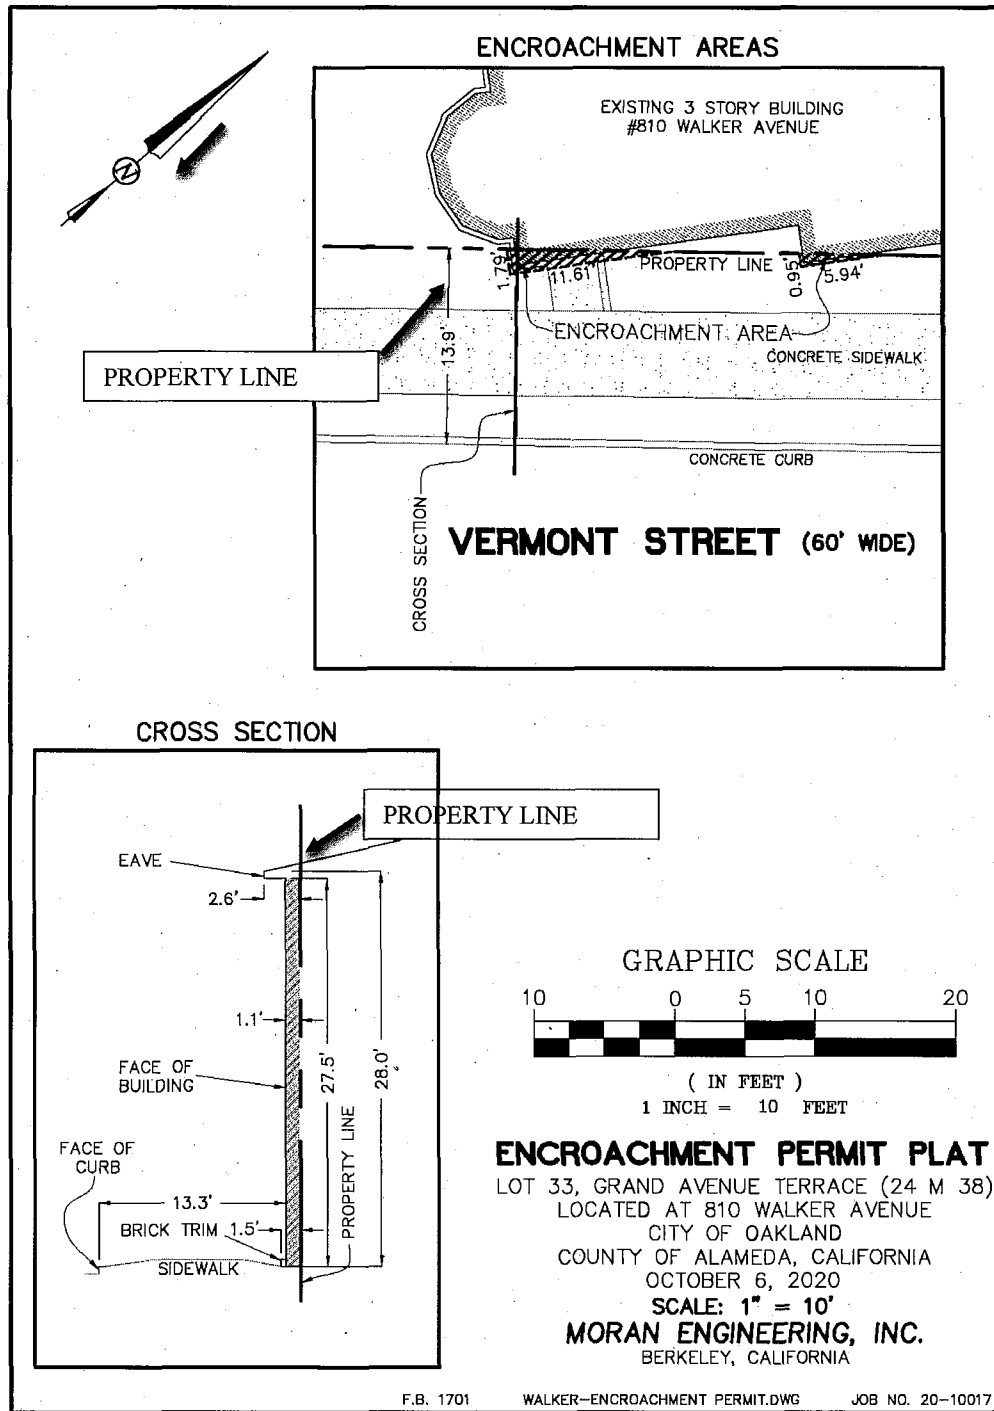 ENCROACHMENT AREAS
N
EXISTING 3 STORY BUILDING
#810 WALKER AVENUE
PROPERTY LINE
1.79'
11.61'
0.95'
5.94'
ENCROACHMENT AREA
13.9'
CONCRETE SIDEWALK
PROPERTY LINE
CONCRETE CURB
CROSS SECTION
VERMONT STREET (60' WIDE)
CROSS SECTION
PROPERTY LINE
EAVE
2.6'
1.1'
27.5'
28.0'
FACE OF
BUILDING
PROPERTY LINE
FACE OF
CURB
13.3'
BRICK TRIM 1.5'
SIDEWALK
GRAPHIC SCALE
10 0 5 10 20
( IN FEET )
1 INCH = 10 FEET
ENCROACHMENT PERMIT PLAT
LOT 33, GRAND AVENUE TERRACE (24 M 38)
LOCATED AT 810 WALKER AVENUE
CITY OF OAKLAND
COUNTY OF ALAMEDA, CALIFORNIA
OCTOBER 6, 2020
SCALE: 1" = 10'
MORAN ENGINEERING, INC.
BERKELEY, CALIFORNIA
F.B. 1701 WALKER-ENCROACHMENT PERMIT.DWG JOB NO. 20-10017